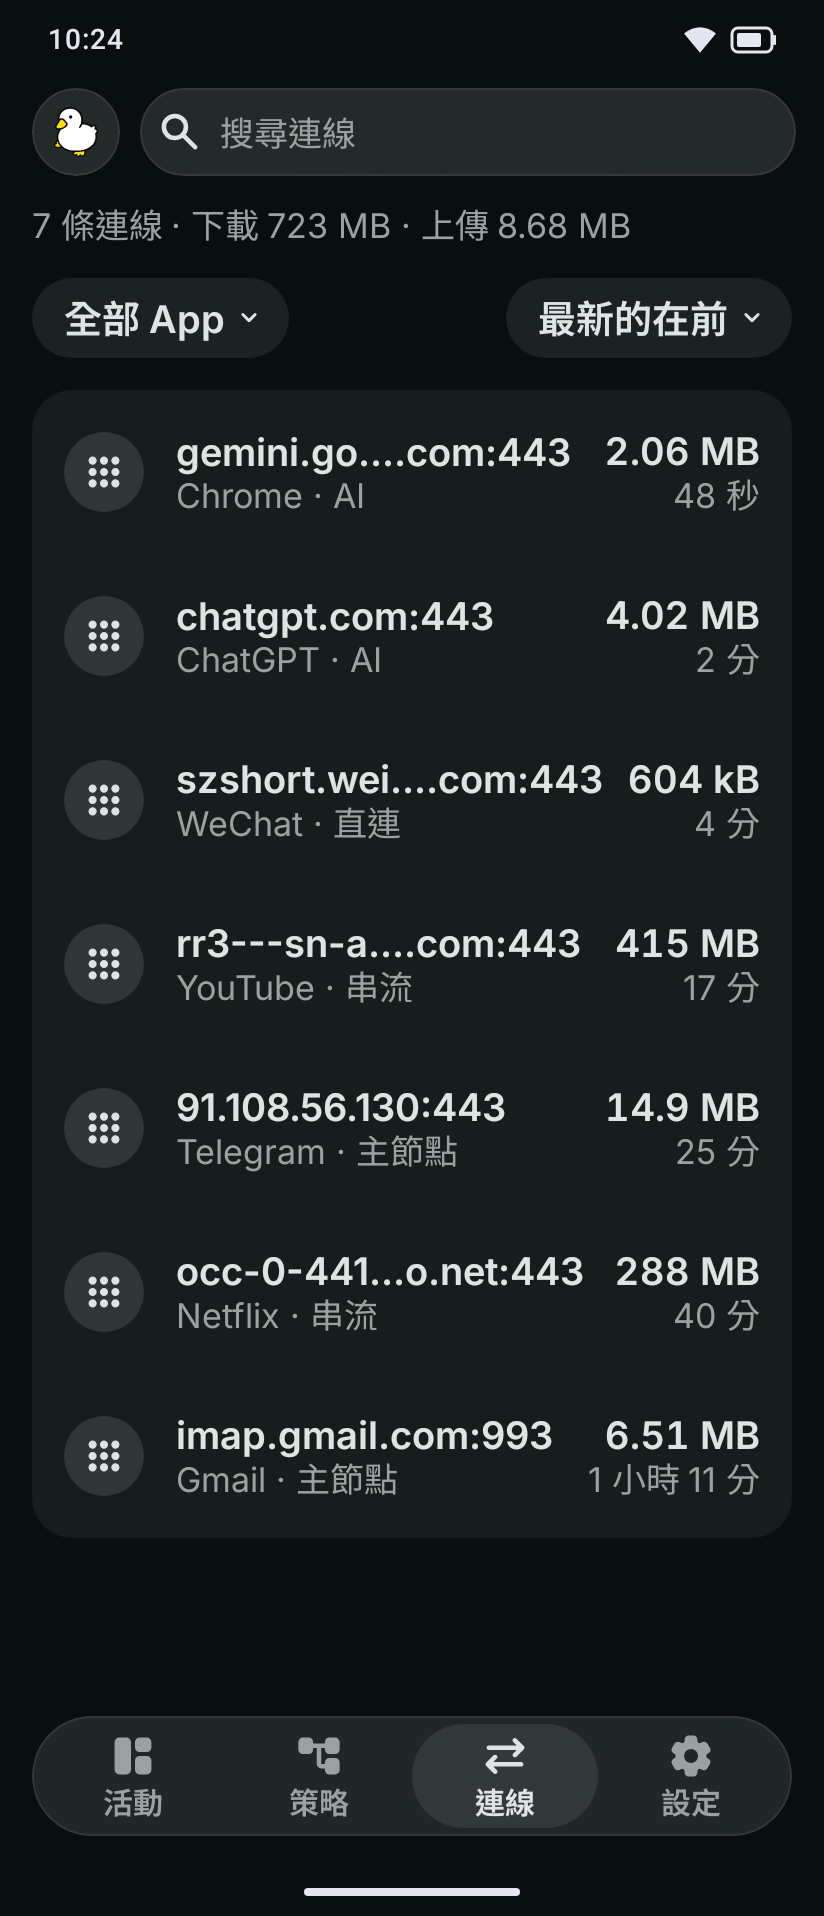 10:24
搜尋連線
7 條連線 · 下載 723 MB · 上傳 8.68 MB
全部 App
最新的在前
gemini.go....com:443 2.06 MB
Chrome · AI 48 秒
chatgpt.com:443 4.02 MB
ChatGPT · AI 2 分
szshort.wei....com:443 604 kB
WeChat · 直連 4 分
rr3---sn-a....com:443 415 MB
YouTube · 串流 17 分
91.108.56.130:443 14.9 MB
Telegram · 主節點 25 分
occ-0-441...o.net:443 288 MB
Netflix · 串流 40 分
imap.gmail.com:993 6.51 MB
Gmail · 主節點 1 小時 11 分
活動 策略 連線 設定